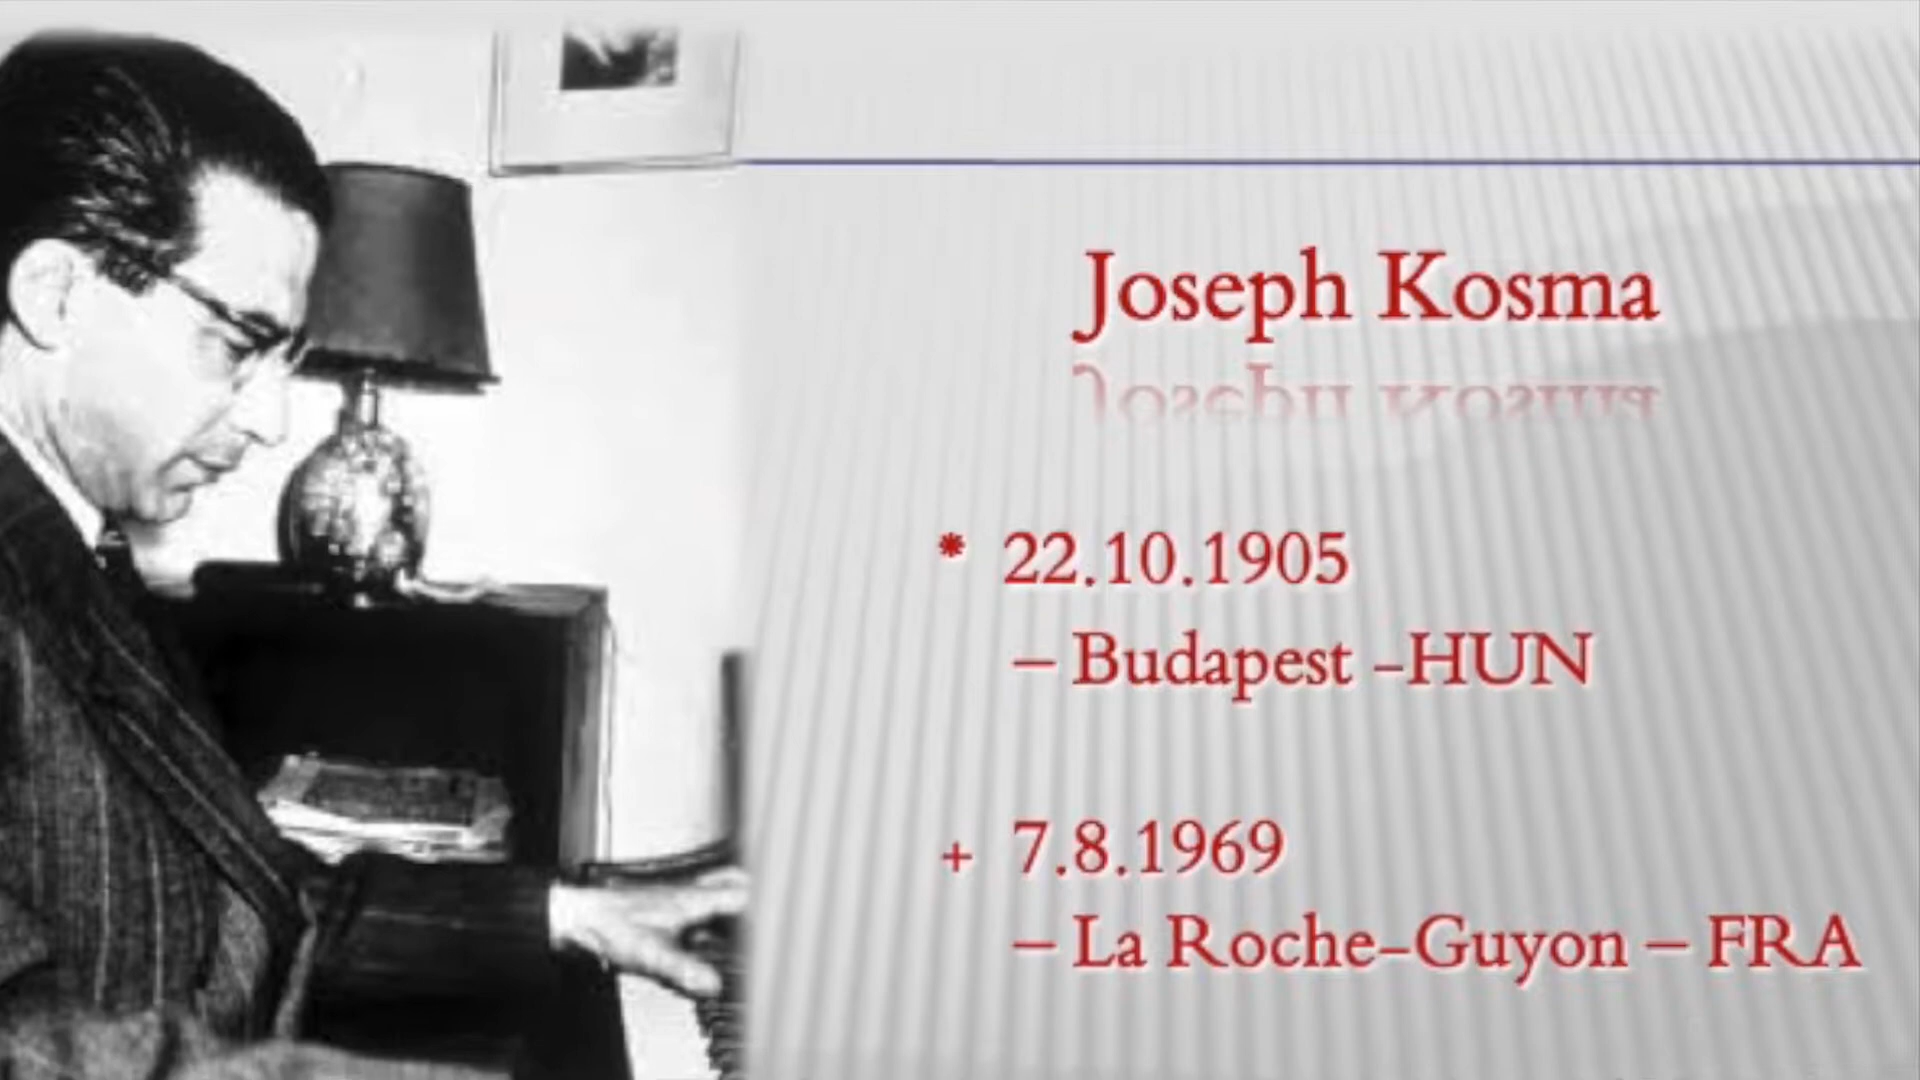 Joseph Kosma
* 22.10.1905
– Budapest -HUN
+ 7.8.1969
– La Roche-Guyon – FRA